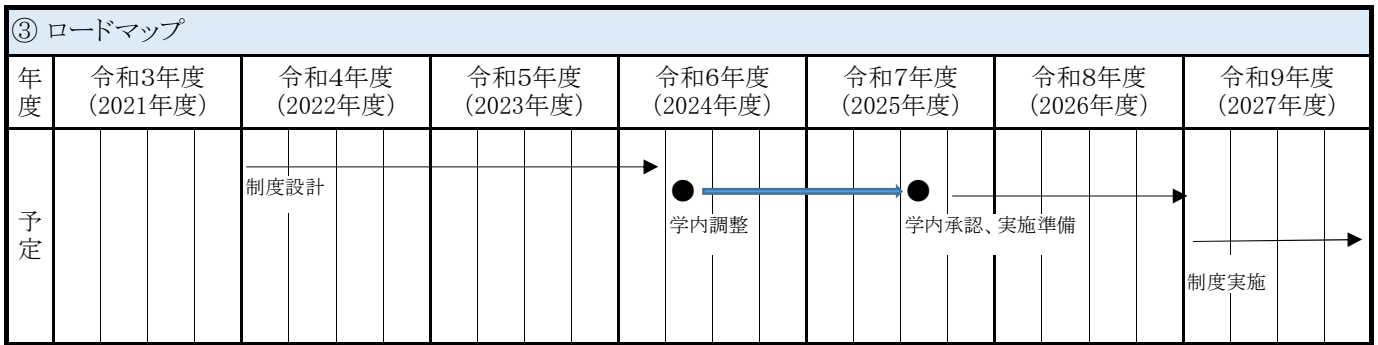 ③ ロードマップ
年度
令和3年度
（2021年度）
令和4年度
（2022年度）
令和5年度
（2023年度）
令和6年度
（2024年度）
令和7年度
（2025年度）
令和8年度
（2026年度）
令和9年度
（2027年度）
予定
制度設計
学内調整
学内承認、実施準備
制度実施